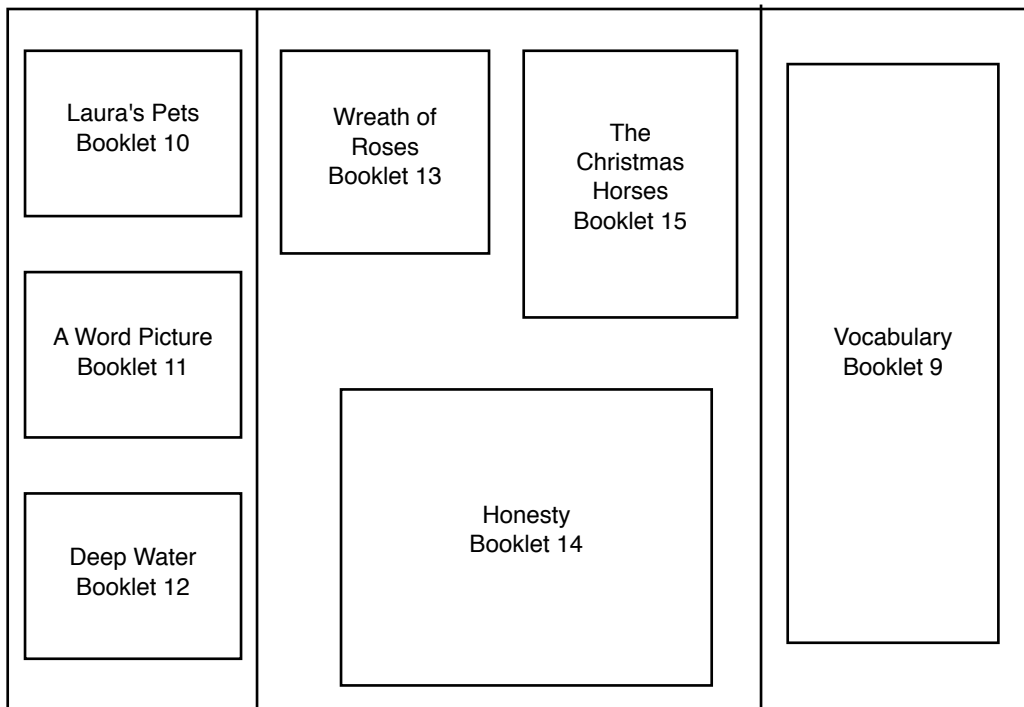 Laura's Pets
Booklet 10
A Word Picture
Booklet 11
Deep Water
Booklet 12
Wreath of
Roses
Booklet 13
The
Christmas
Horses
Booklet 15
Honesty
Booklet 14
Vocabulary
Booklet 9